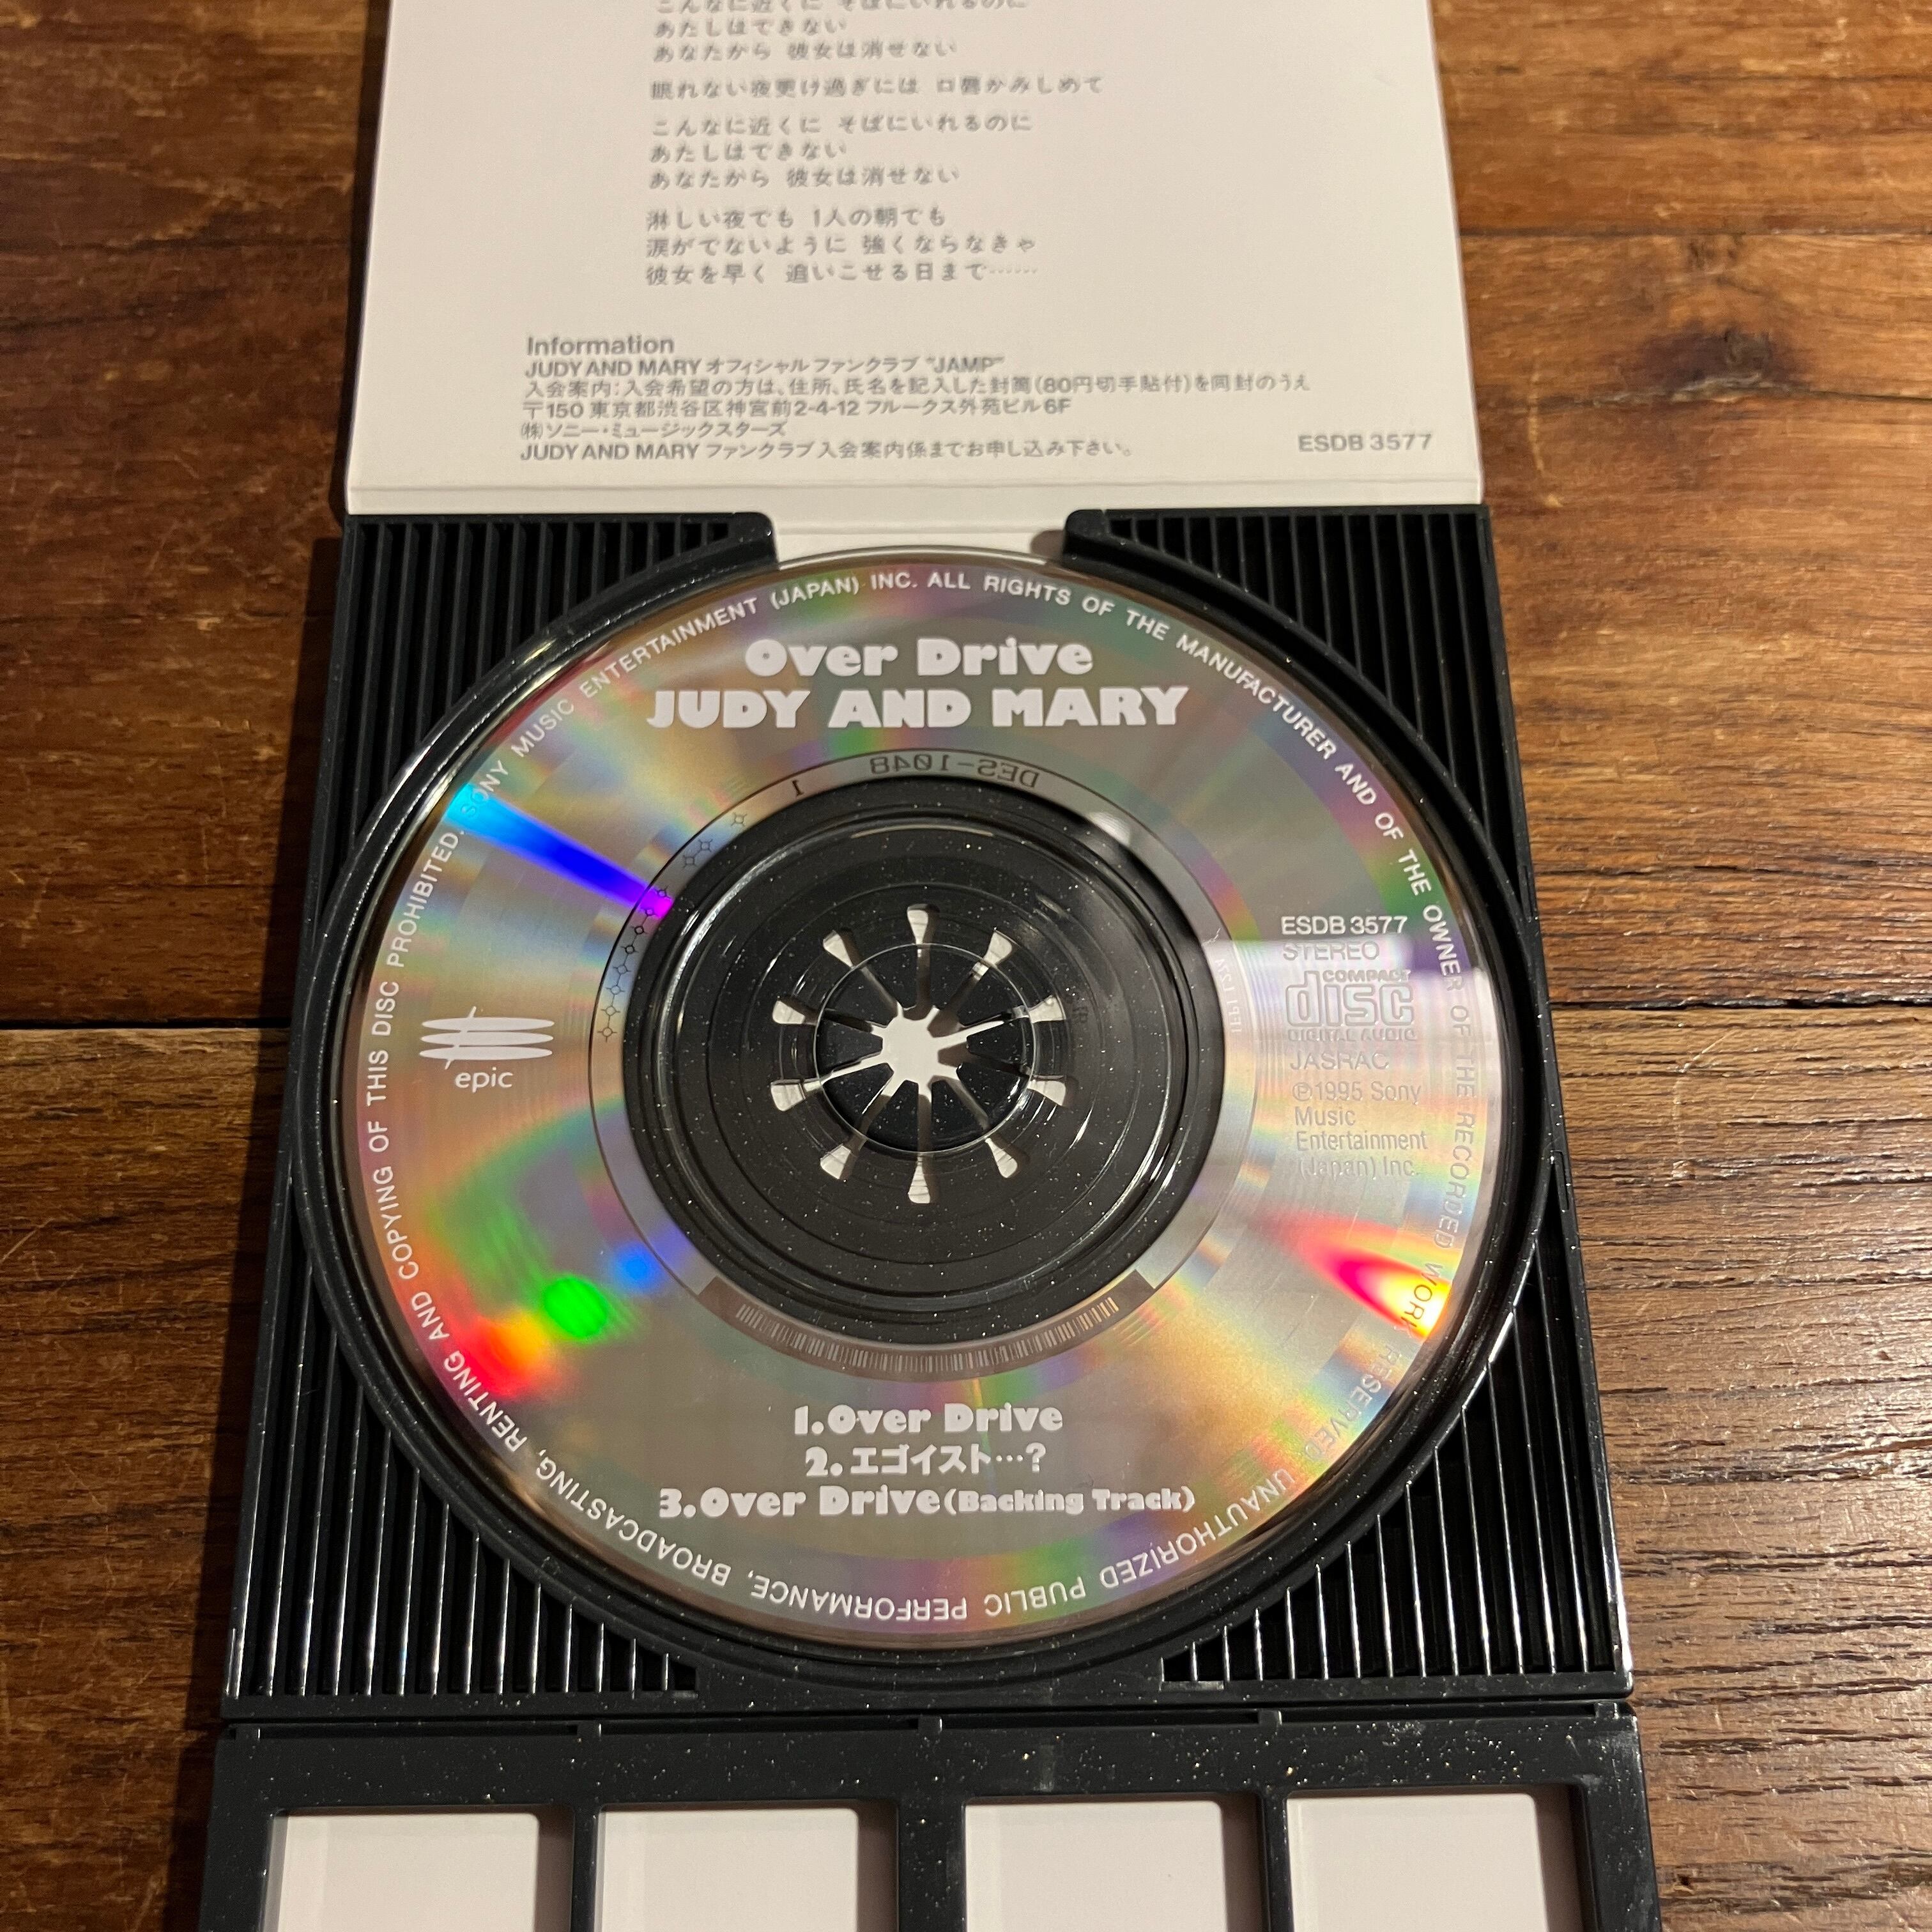 こんなに近くに そばにいれるのに
あたしはできない
あなたから 彼女は消せない
眠れない夜更け過ぎには 口唇かみしめて
こんなに近くに そばにいれるのに
あたしはできない
あなたから 彼女は消せない
淋しい夜でも 1人の朝でも
涙がでないように 強くならなきゃ
彼女を早く 追いこせる日まで……
Information
JUDY AND MARY オフィシャルファンクラブ "JAMP"
入会案内:入会希望の方は、住所、氏名を記入した封筒(80円切手貼付)を同封のうえ
〒150 東京都渋谷区神宮前2-4-12 フルークス外苑ビル6F
㈱ソニー・ミュージックスターズ
JUDY AND MARY ファンクラブ入会案内係までお申し込み下さい。
ESDB 3577
SONY MUSIC ENTERTAINMENT (JAPAN) INC. ALL RIGHTS OF THE MANUFACTURER AND OF THE OWNER OF THE RECORDED WORK RESERVED. UNAUTHORIZED PUBLIC PERFORMANCE, BROADCASTING, RENTING AND COPYING OF THIS DISC PROHIBITED.
Over Drive
JUDY AND MARY
DES-1048 1
ESDB 3577
STEREO
COMPACT
disc
DIGITAL AUDIO
JASRAC
©1995 Sony
Music
Entertainment
(Japan) Inc.
epic
1.Over Drive
2.エゴイスト…?
3.Over Drive(Backing Track)